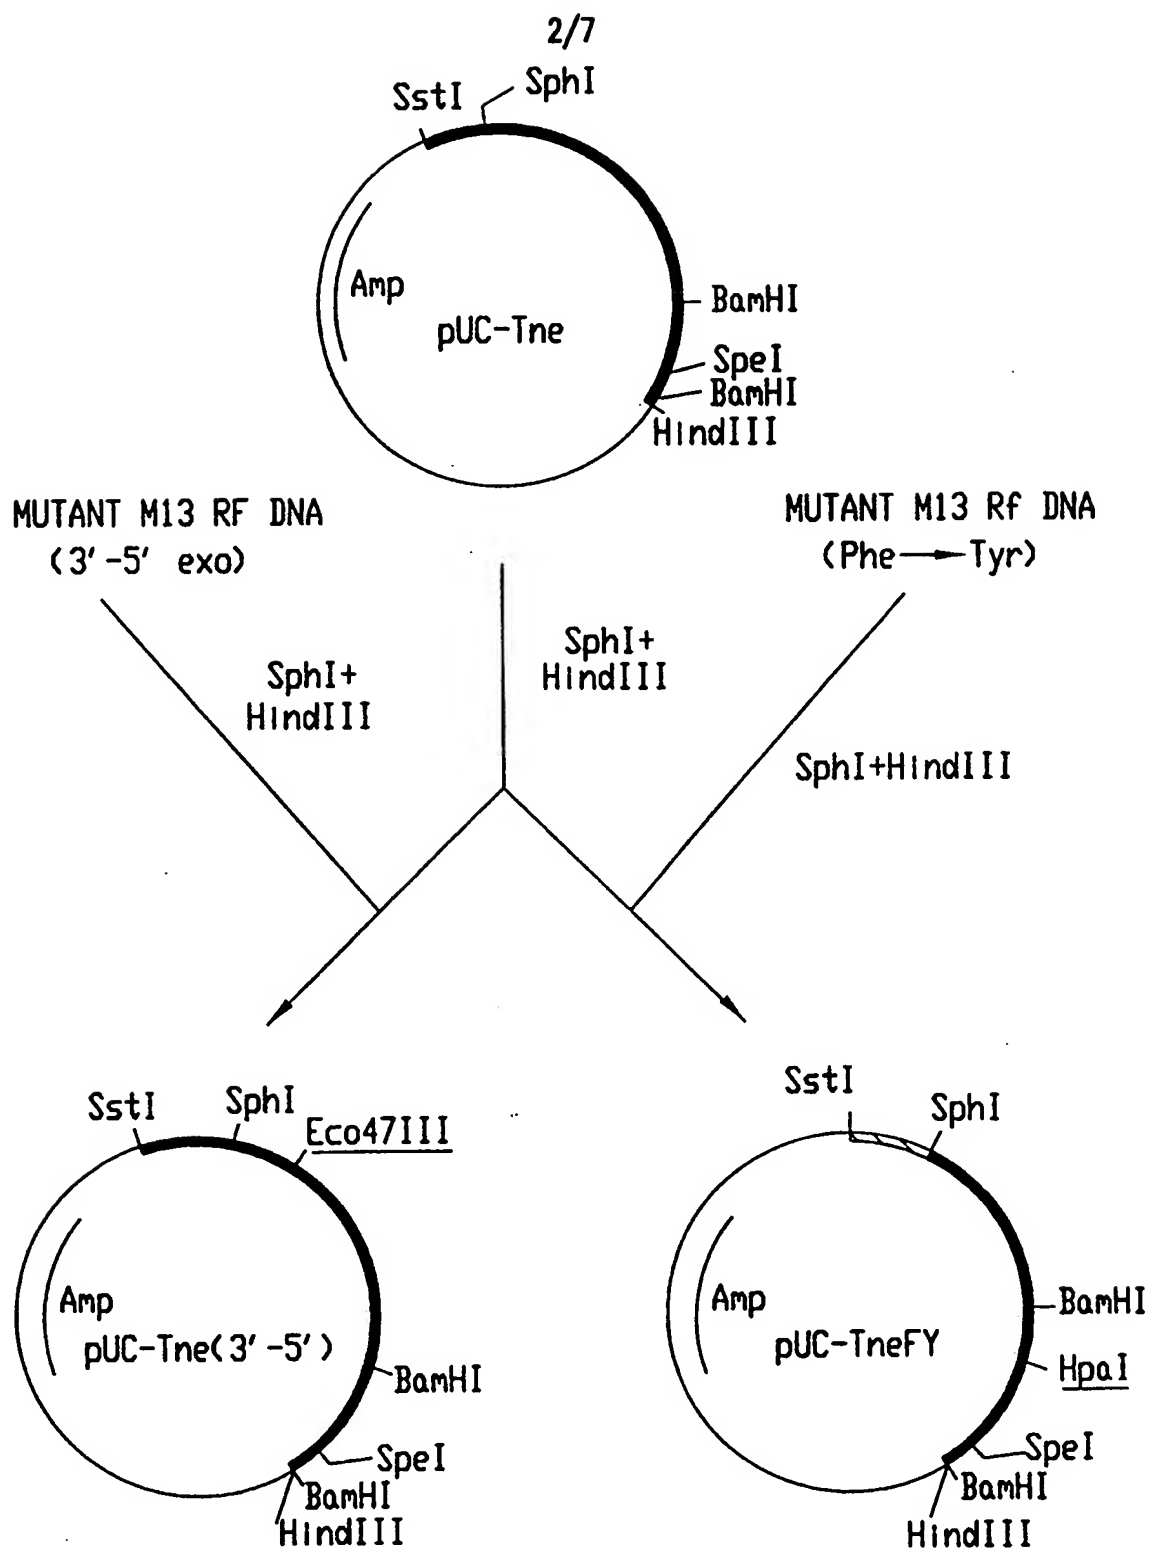 2/7
SstI
SphI
Amp
pUC-Tne
BamHI
SpeI
BamHI
HindIII
MUTANT M13 RF DNA
(3'-5' exo)
MUTANT M13 Rf DNA
(Phe → Tyr)
SphI+
HindIII
SphI+
HindIII
SphI+HindIII
SstI
SphI
Eco47III
Amp
pUC-Tne(3'-5')
BamHI
SpeI
BamHI
HindIII
SstI
SphI
Amp
pUC-TneFY
BamHI
HpaI
SpeI
BamHI
HindIII